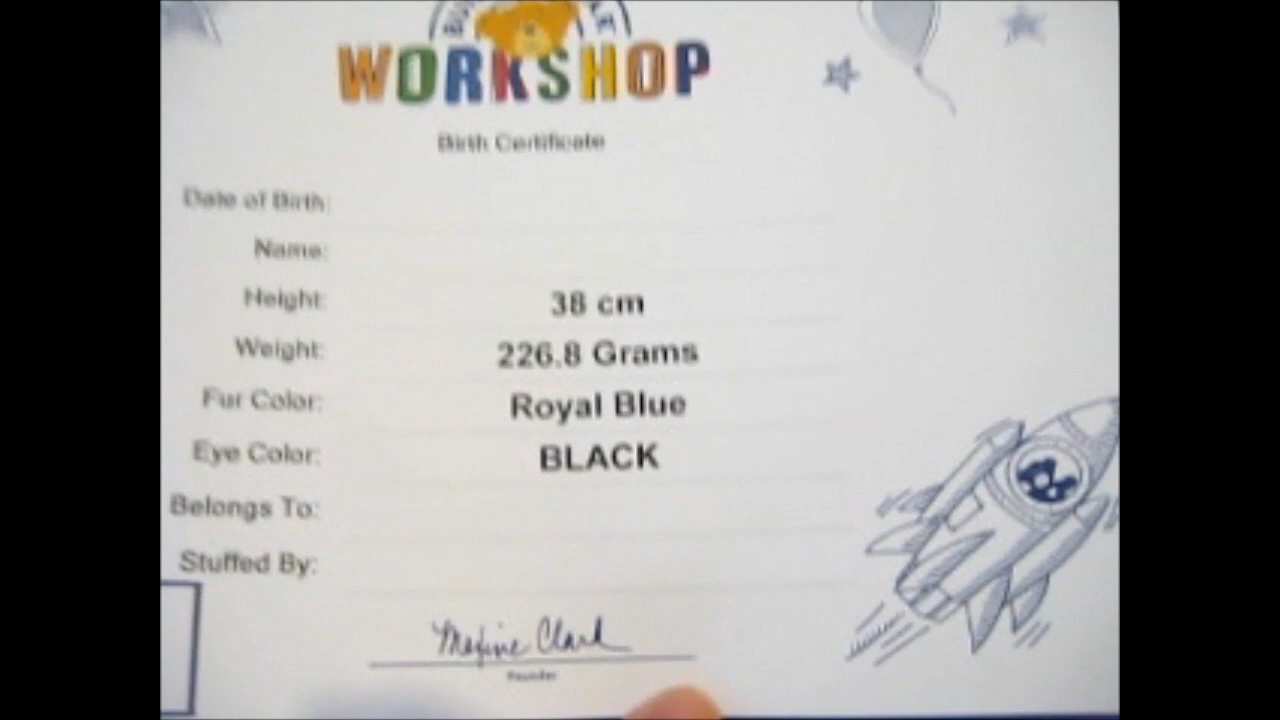 WORKSHOP
Birth Certificate
Date of Birth:
Name:
Height: 38 cm
Weight: 226.8 Grams
Fur Color: Royal Blue
Eye Color: BLACK
Belongs To:
Stuffed By:
Maxine Clark
Founder